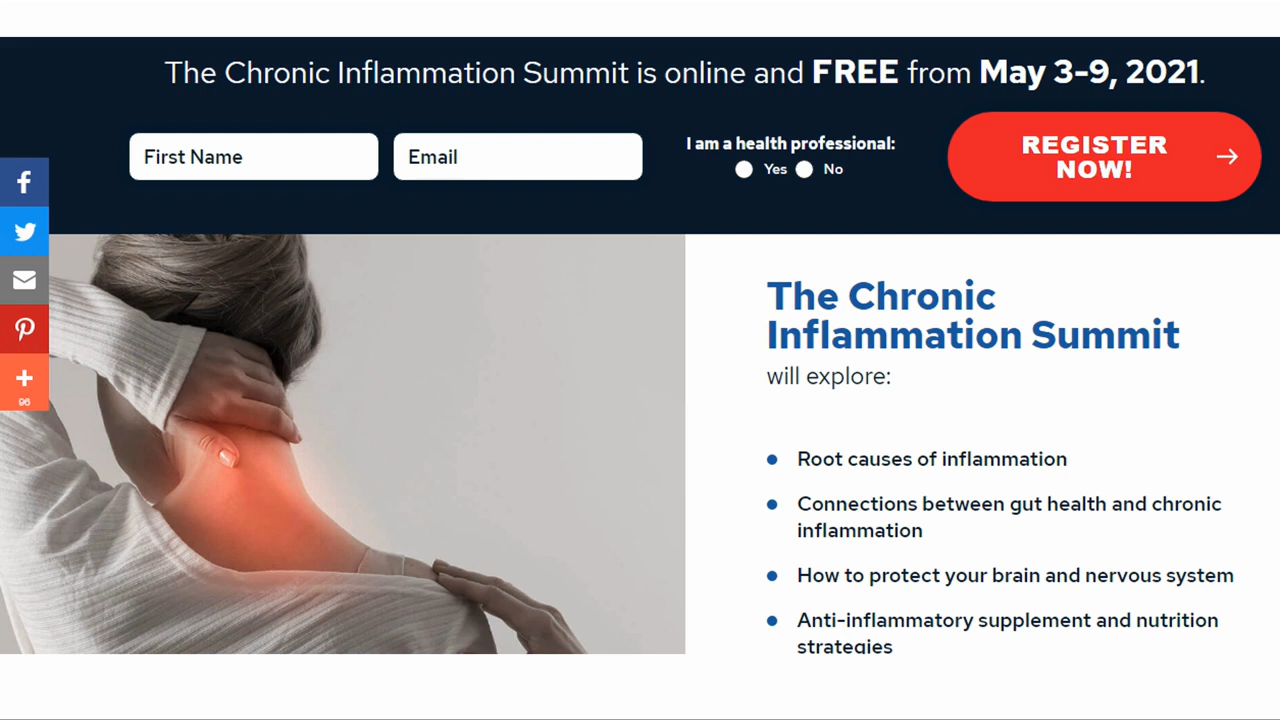 The Chronic Inflammation Summit is online and FREE from May 3-9, 2021.
First Name
Email
I am a health professional:
Yes
No
REGISTER
NOW!
96
The Chronic
Inflammation Summit
will explore:
Root causes of inflammation
Connections between gut health and chronic
inflammation
How to protect your brain and nervous system
Anti-inflammatory supplement and nutrition
strategies